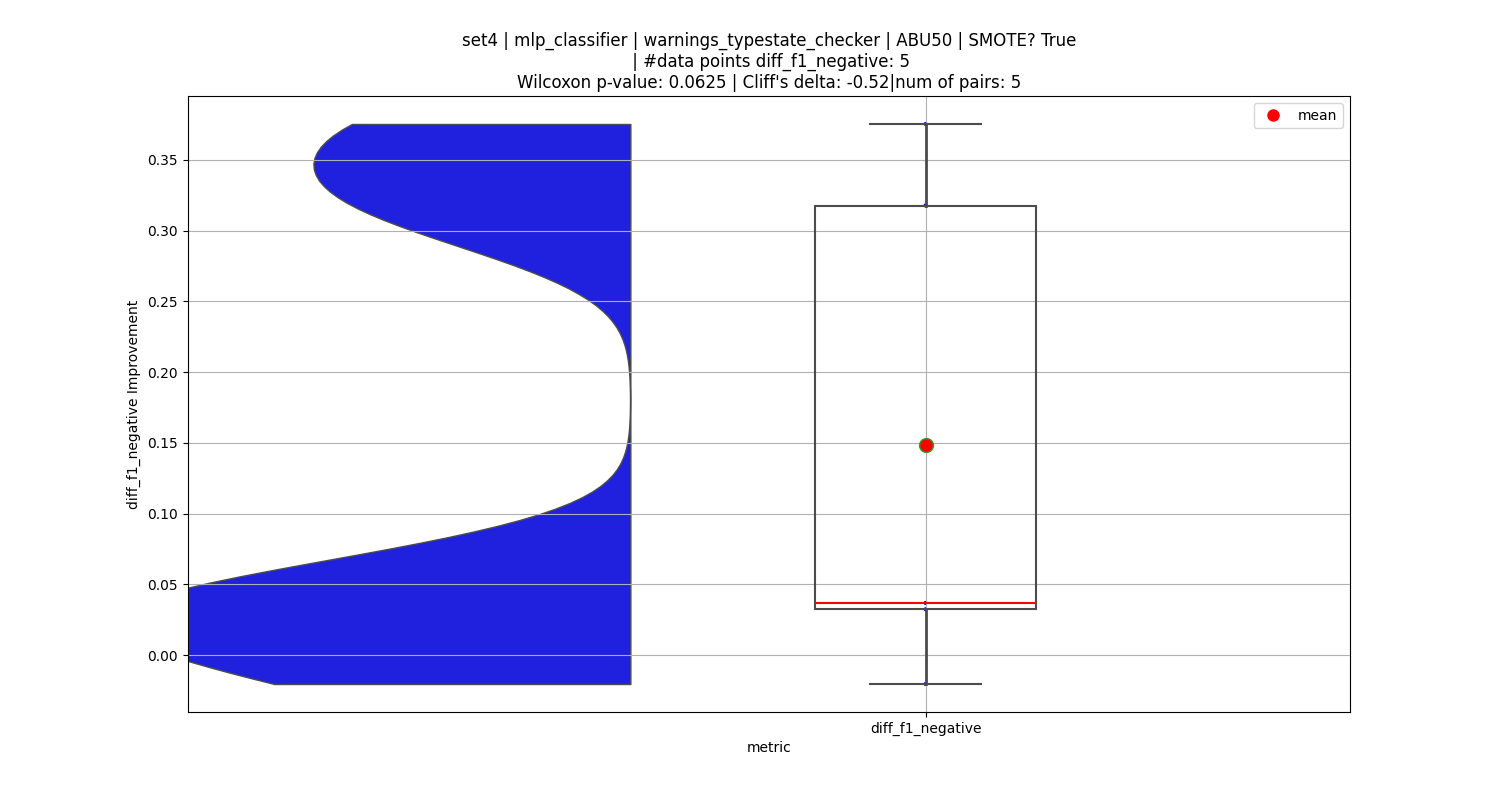 set4 | mlp_classifier | warnings_typestate_checker | ABU50 | SMOTE? True
| #data points diff_f1_negative: 5
Wilcoxon p-value: 0.0625 | Cliff's delta: -0.52|num of pairs: 5
mean
0.35
0.30
0.25
0.20
0.15
0.10
0.05
0.00
diff_f1_negative Improvement
diff_f1_negative
metric